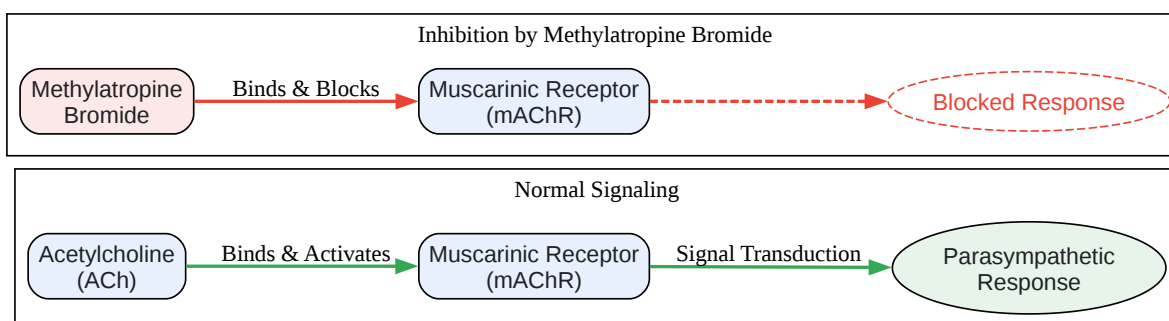 Inhibition by Methylatropine Bromide
Methylatropine
Bromide
Binds & Blocks
Muscarinic Receptor
(mAChR)
Blocked Response
Normal Signaling
Acetylcholine
(ACh)
Binds & Activates
Muscarinic Receptor
(mAChR)
Signal Transduction
Parasympathetic
Response